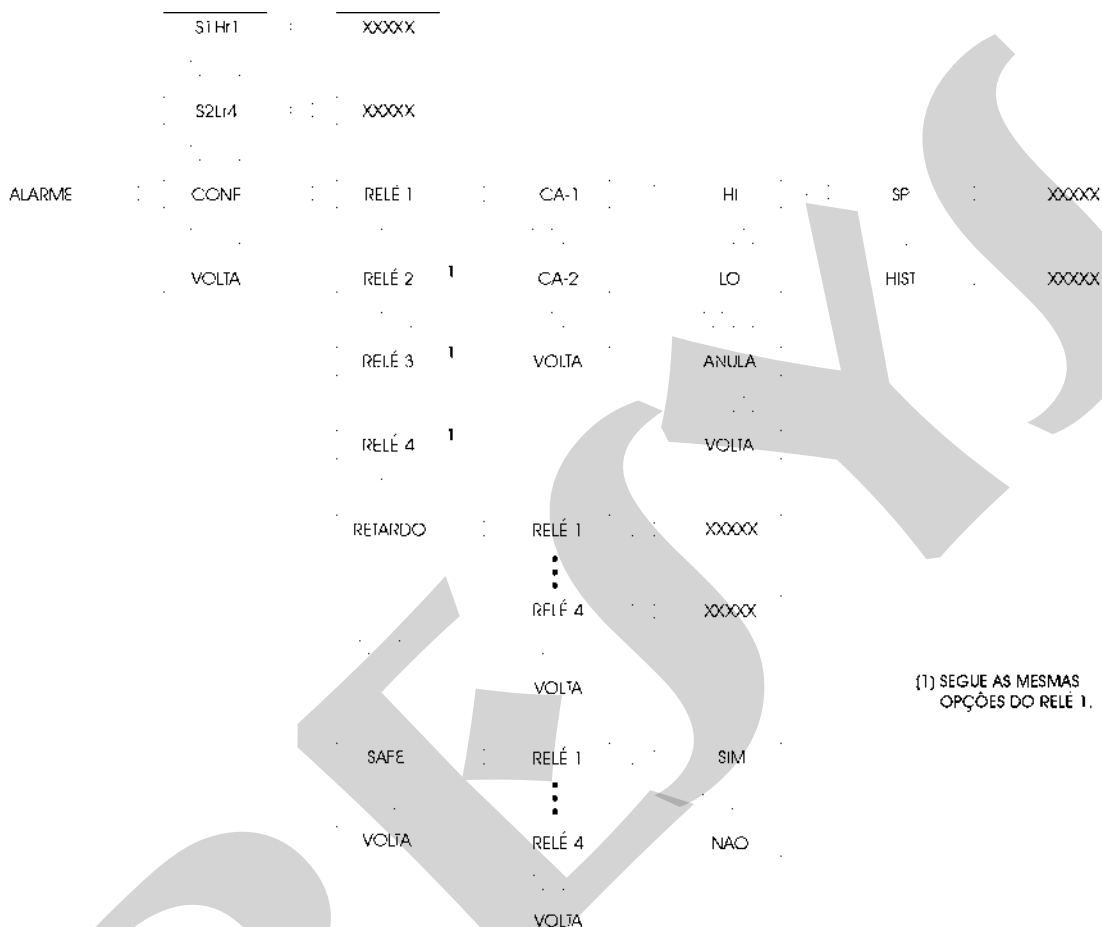 S1Hr1 : XXXXX
S2Lr4 : XXXXX
ALARME : CONF : RELÉ 1 : CA-1 HI : SP : XXXXX
VOLTA RELÉ 2 1 CA-2 LO HIST XXXXX
RELÉ 3 1 VOLTA ANULA
RELÉ 4 1 VOLTA
RETARDO : RELÉ 1 : XXXXX
RELÉ 4 : XXXXX
VOLTA
(1) SEGUE AS MESMAS
OPÇÕES DO RELÉ 1.
SAFE : RELÉ 1 SIM
VOLTA RELÉ 4 NAO
VOLTA